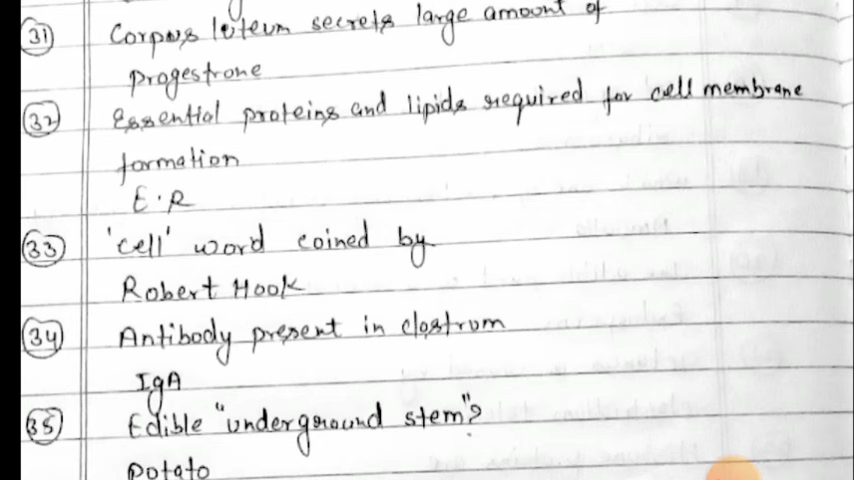 (31) Corpus luteum secrets large amount of
progestrone
(32) Essential proteins and lipids required for cell membrane
formation
E.R
(33) 'cell' word coined by
Robert Hook
(34) Antibody present in clostrum
IgA
(35) Edible "underground stem"?
Potato